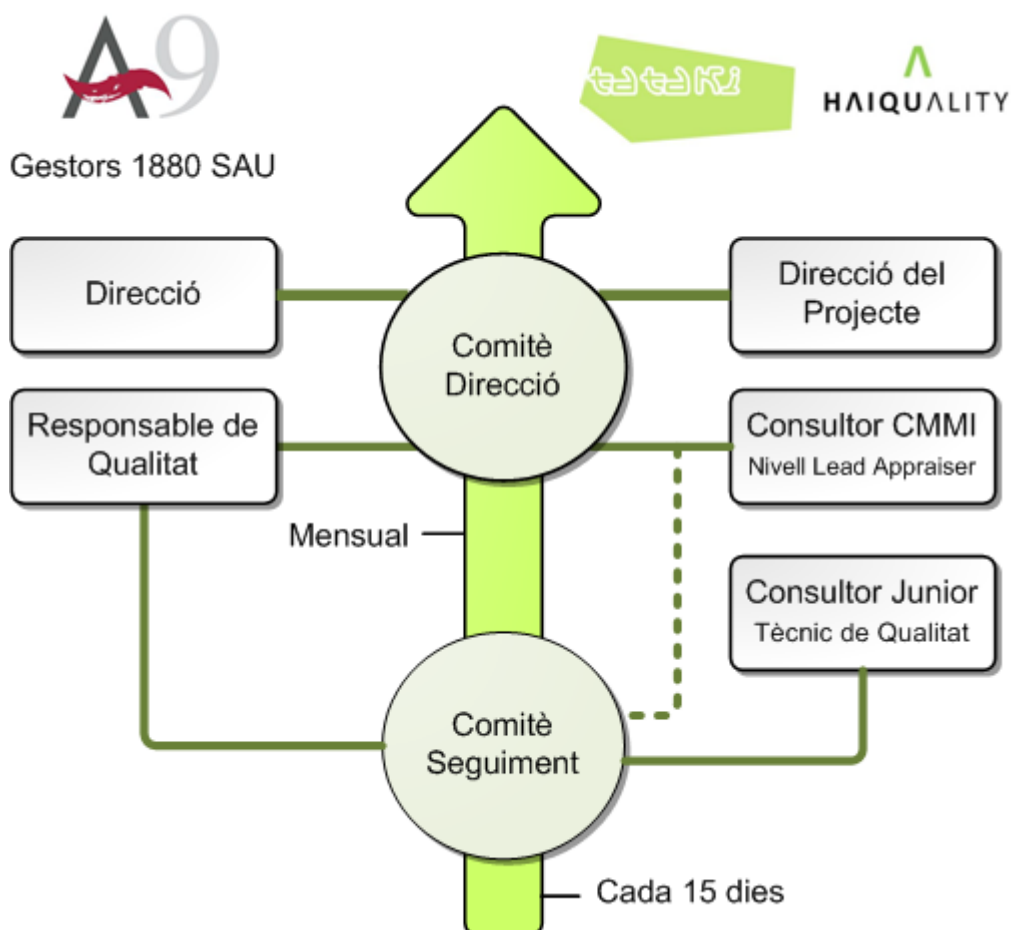 A9
tataki
HAIQUALITY
Gestors 1880 SAU
Direcció
Comitè
Direcció
Direcció del
Projecte
Responsable de
Qualitat
Consultor CMMI
Nivell Lead Appraiser
Mensual
Consultor Junior
Tècnic de Qualitat
Comitè
Seguiment
Cada 15 dies